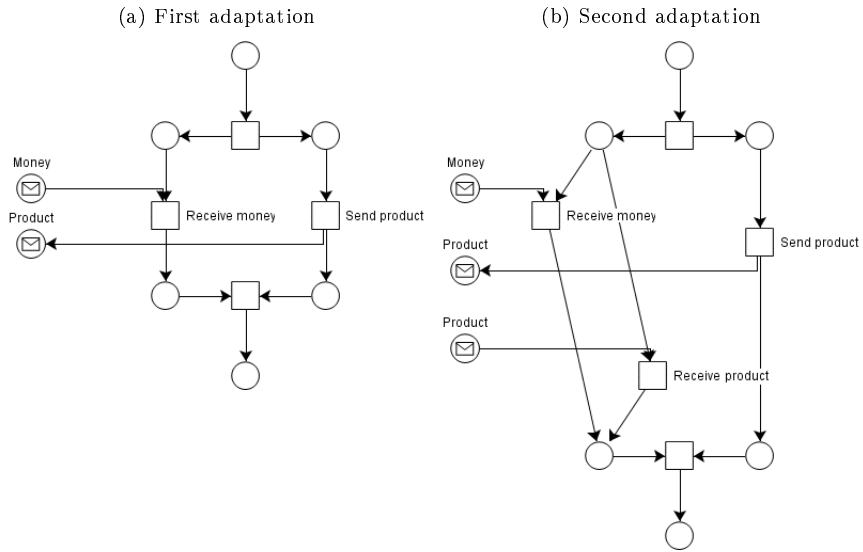 (a) First adaptation
Money
Receive money
Product
Send product
(b) Second adaptation
Money
Receive money
Send product
Product
Product
Receive product